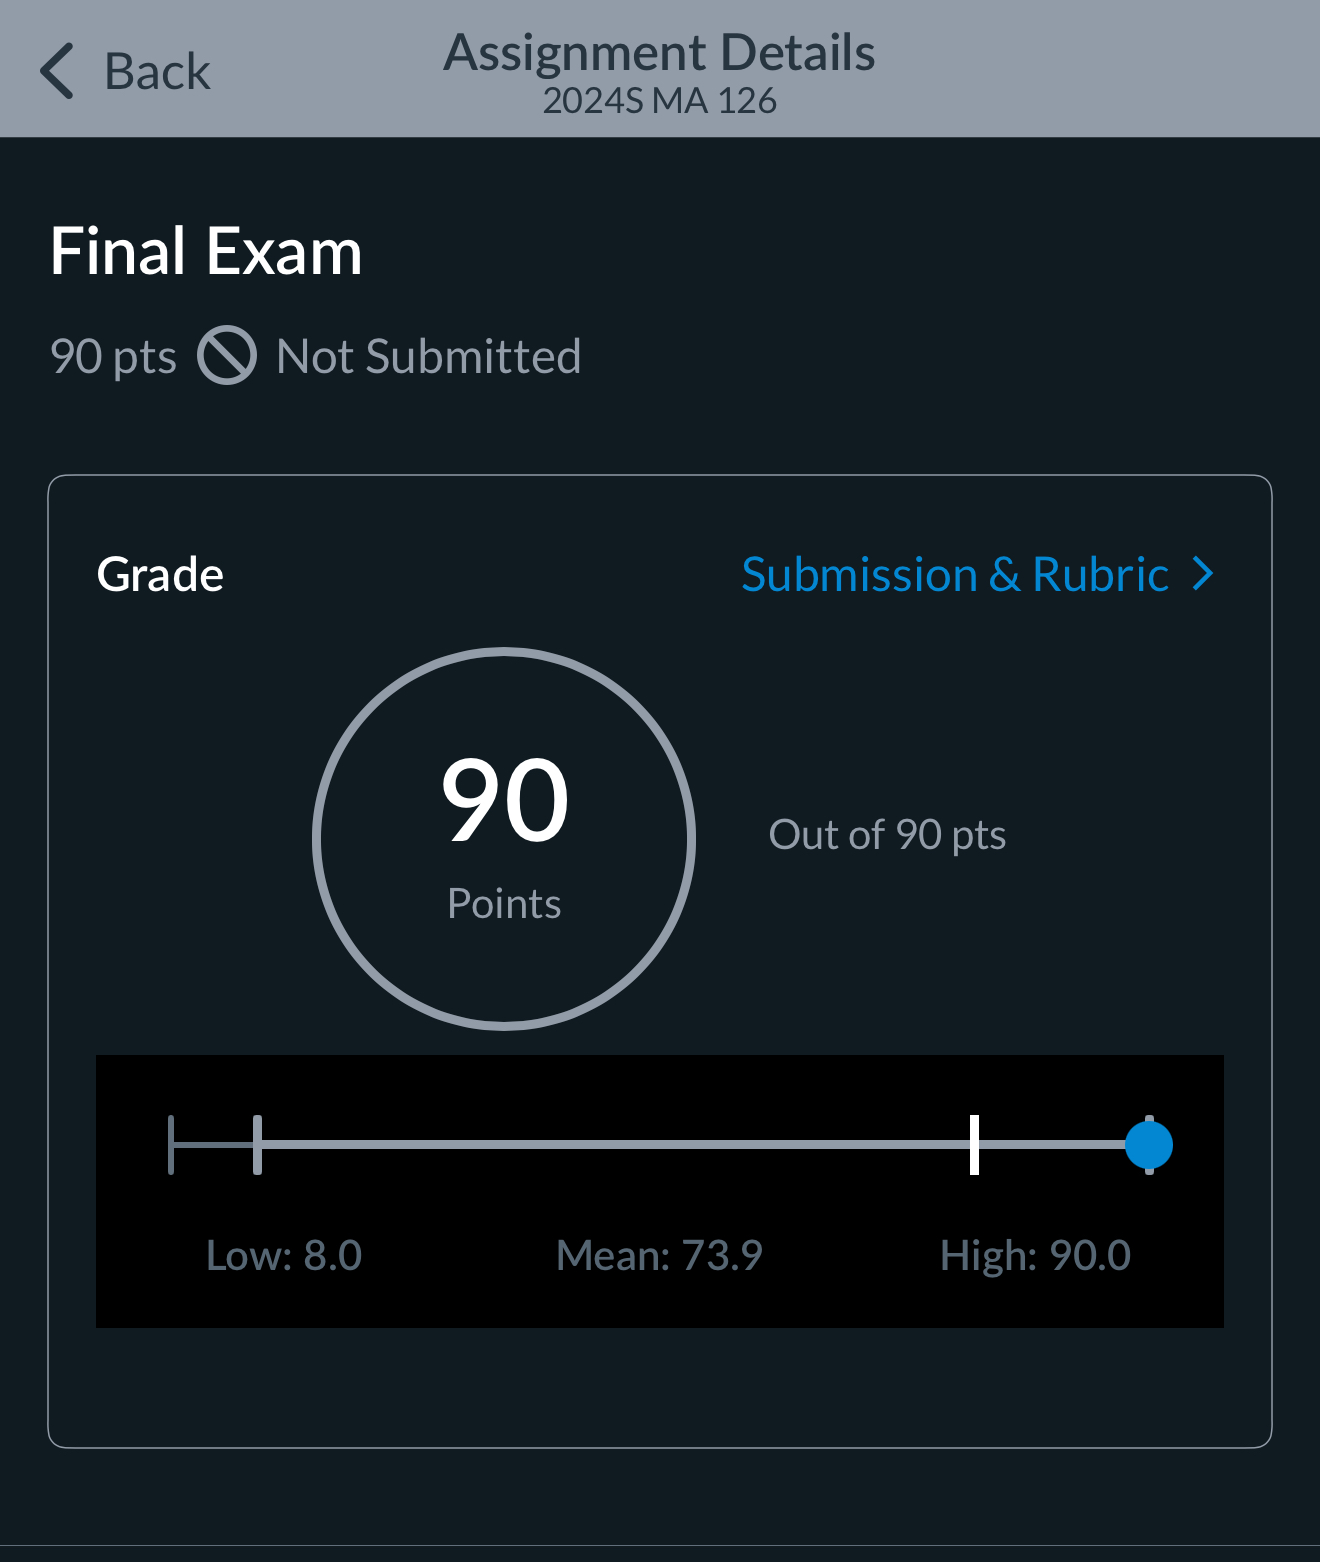 Back
Assignment Details
2024S MA 126
Final Exam
90 pts Not Submitted
Grade
Submission & Rubric
90
Points
Out of 90 pts
Low: 8.0
Mean: 73.9
High: 90.0